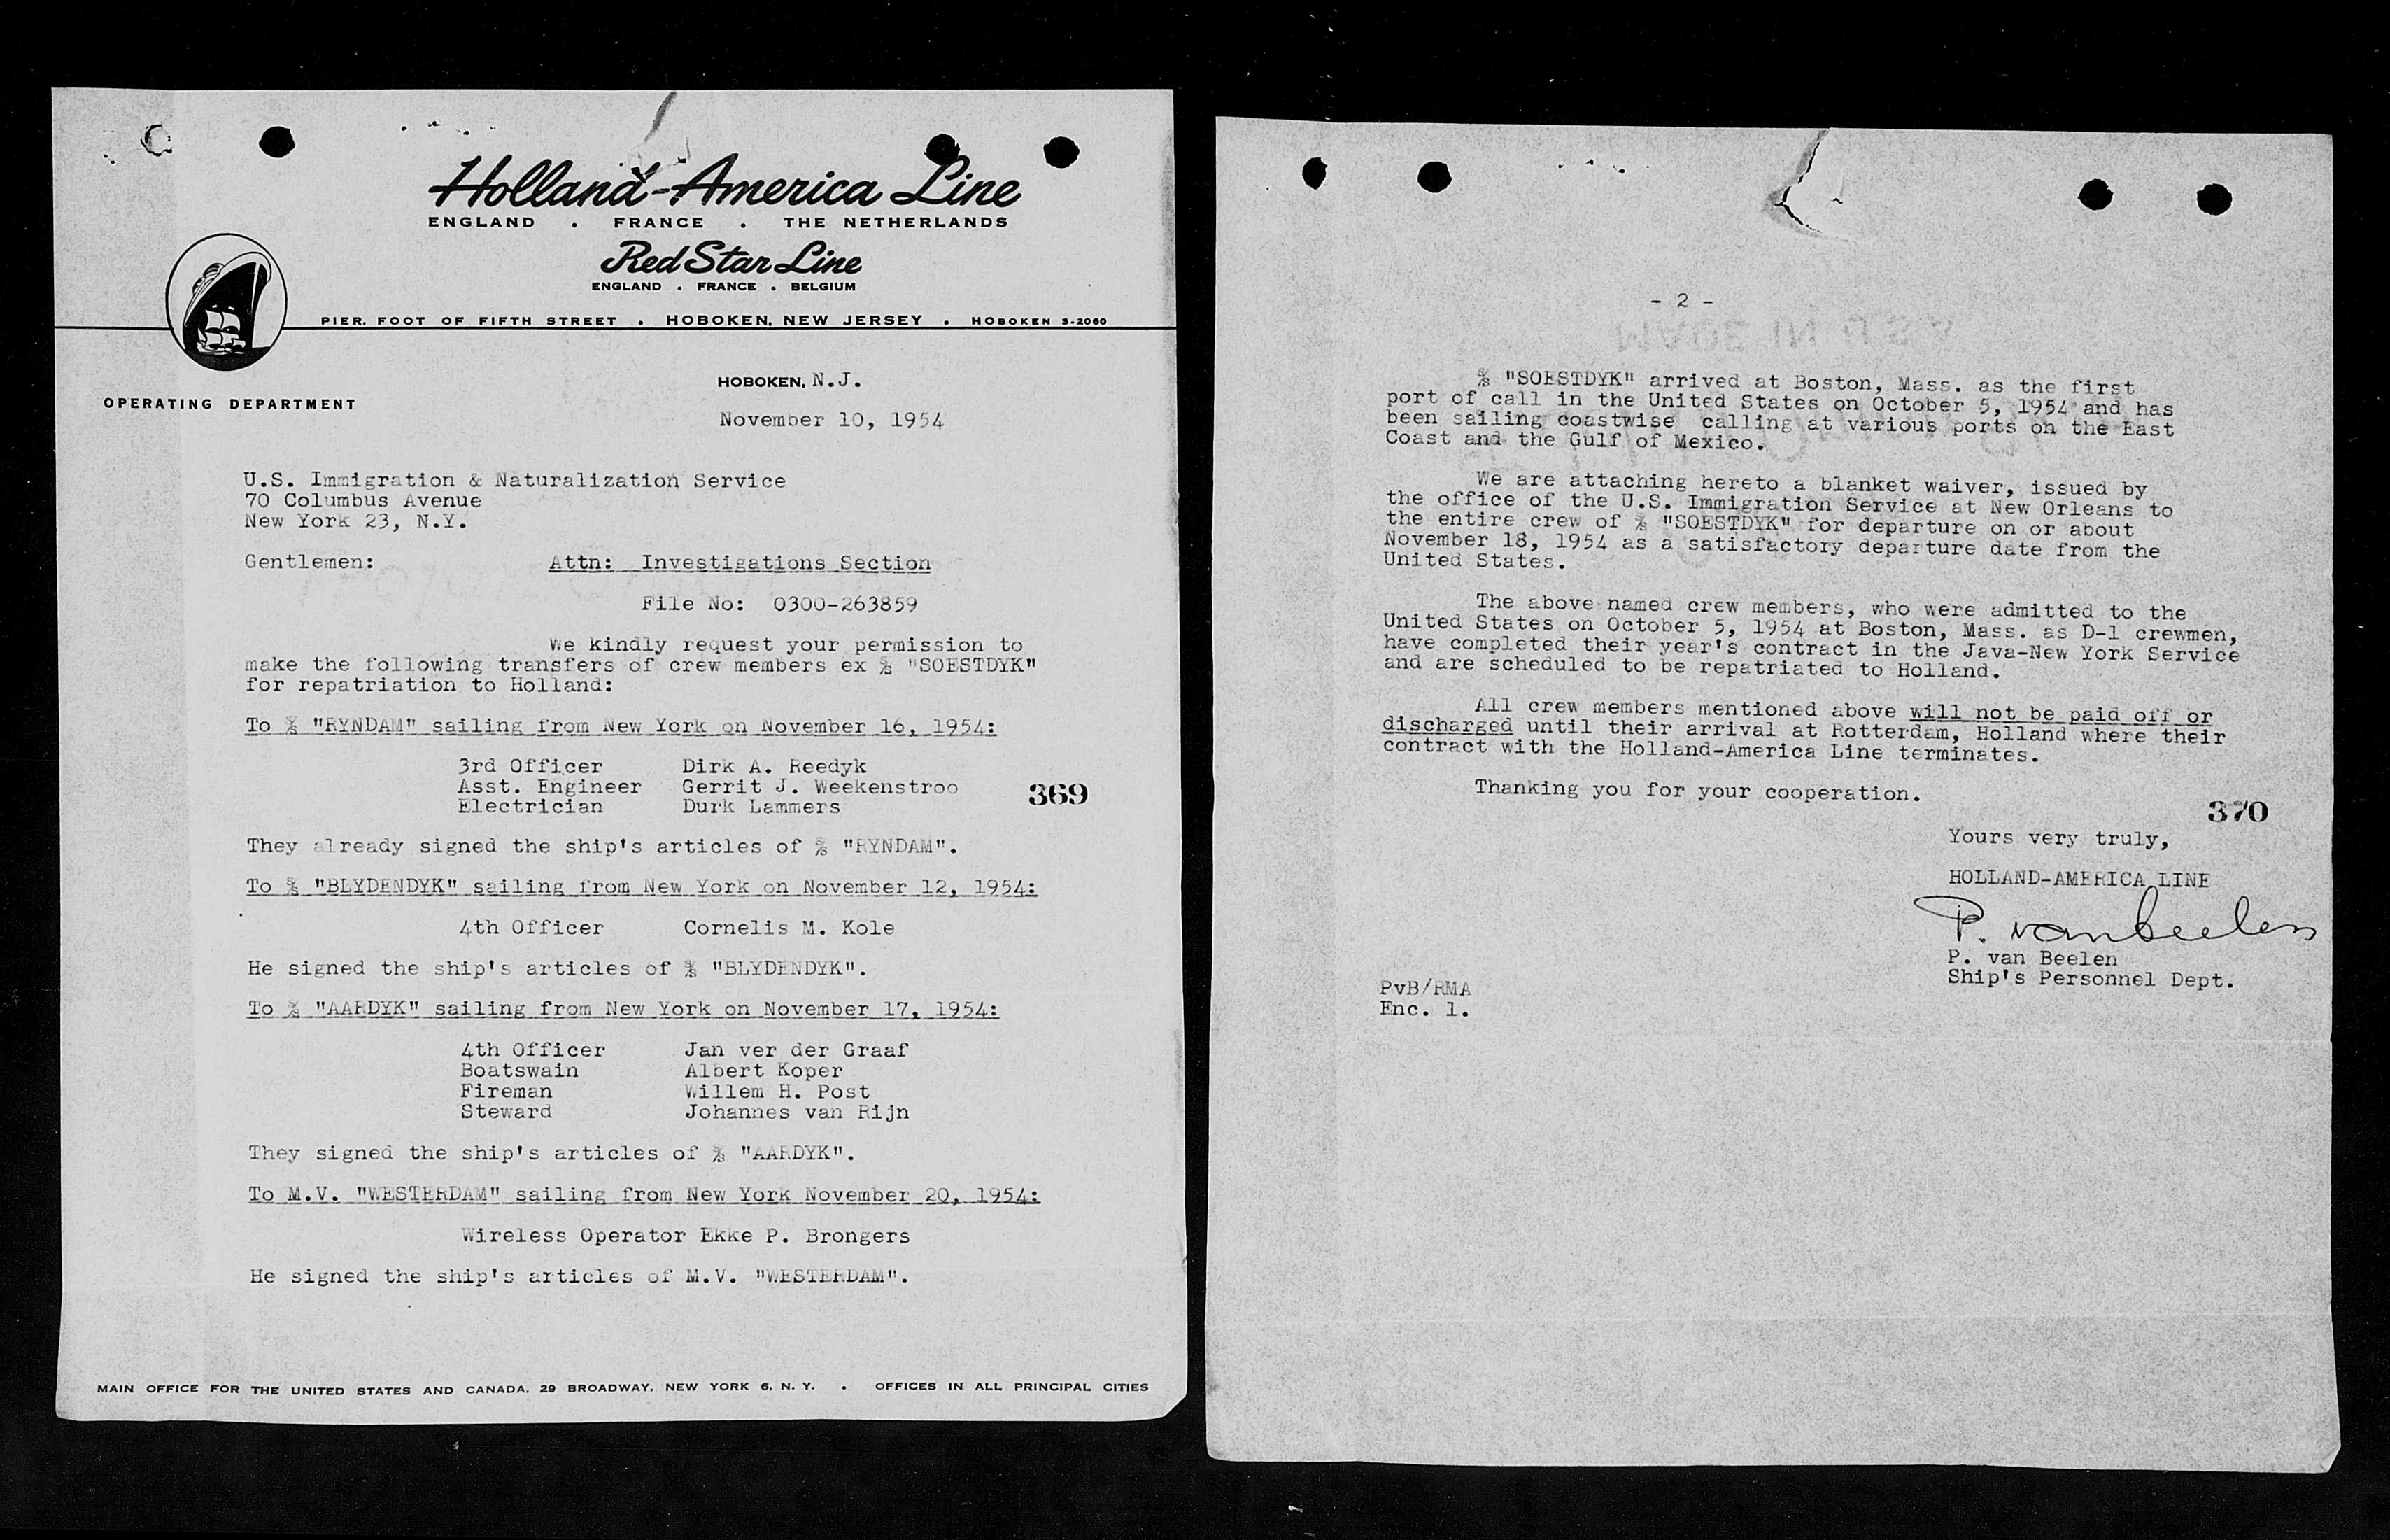 Holland-America Line
ENGLAND . FRANCE . THE NETHERLANDS
Red Star Line
ENGLAND . FRANCE . BELGIUM
PIER, FOOT OF FIFTH STREET . HOBOKEN, NEW JERSEY . HOBOKEN 3-2060
HOBOKEN, N.J.
OPERATING DEPARTMENT
November 10, 1954
U.S. Immigration & Naturalization Service
70 Columbus Avenue
New York 23, N.Y.
Gentlemen: Attn: Investigations Section
File No: 0300-263859
We kindly request your permission to
make the following transfers of crew members ex S/S "SOESTDYK"
for repatriation to Holland:
To S/S "RYNDAM" sailing from New York on November 16, 1954:
3rd Officer Dirk A. Reedyk
Asst. Engineer Gerrit J. Weekenstroo
Electrician Durk Lammers
369
They already signed the ship's articles of S/S "RYNDAM".
To S/S "BLYDENDYK" sailing from New York on November 12, 1954:
4th Officer Cornelis M. Kole
He signed the ship's articles of S/S "BLYDENDYK".
To S/S "AARDYK" sailing from New York on November 17, 1954:
4th Officer Jan ver der Graaf
Boatswain Albert Koper
Fireman Willem H. Post
Steward Johannes van Rijn
They signed the ship's articles of S/S "AARDYK".
To M.V. "WESTERDAM" sailing from New York November 20, 1954:
Wireless Operator Ekke P. Brongers
He signed the ship's articles of M.V. "WESTERDAM".
MAIN OFFICE FOR THE UNITED STATES AND CANADA, 29 BROADWAY, NEW YORK 6, N. Y. . OFFICES IN ALL PRINCIPAL CITIES
- 2 -
MADE IN U S A
S/S "SOESTDYK" arrived at Boston, Mass. as the first
port of call in the United States on October 5, 1954 and has
been sailing coastwise calling at various ports on the East
Coast and the Gulf of Mexico.
We are attaching hereto a blanket waiver, issued by
the office of the U.S. Immigration Service at New Orleans to
the entire crew of S/S "SOESTDYK" for departure on or about
November 18, 1954 as a satisfactory departure date from the
United States.
The above named crew members, who were admitted to the
United States on October 5, 1954 at Boston, Mass. as D-1 crewmen,
have completed their year's contract in the Java-New York Service
and are scheduled to be repatriated to Holland.
All crew members mentioned above will not be paid off or
discharged until their arrival at Rotterdam, Holland where their
contract with the Holland-America Line terminates.
Thanking you for your cooperation.
370
Yours very truly,
HOLLAND-AMERICA LINE
P. van Beelen
P. van Beelen
Ship's Personnel Dept.
PvB/RMA
Enc. 1.